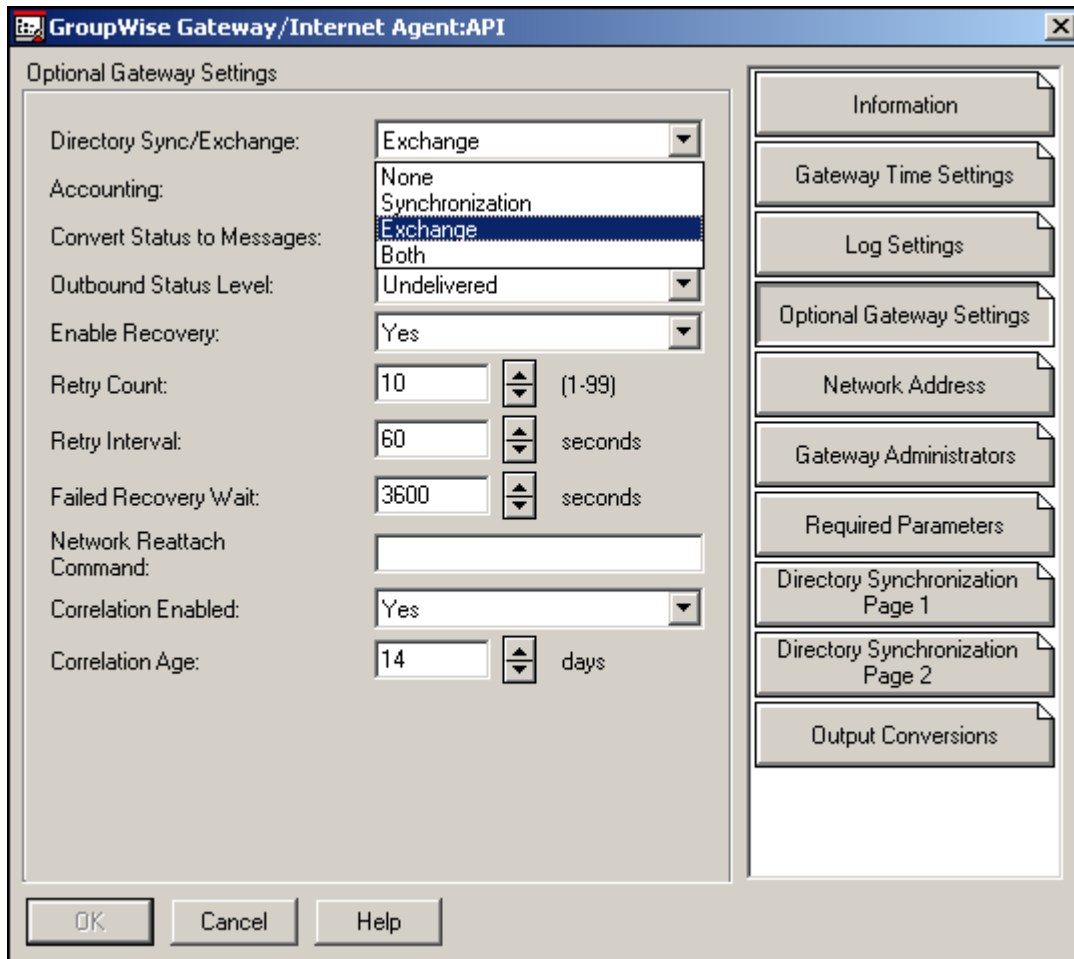 GroupWise Gateway/Internet Agent:API
Optional Gateway Settings
Directory Sync/Exchange:
Exchange
None
Synchronization
Exchange
Both
Accounting:
Convert Status to Messages:
Outbound Status Level:
Undelivered
Enable Recovery:
Yes
Retry Count:
10
(1-99)
Retry Interval:
60
seconds
Failed Recovery Wait:
3600
seconds
Network Reattach
Command:
Correlation Enabled:
Yes
Correlation Age:
14
days
Information
Gateway Time Settings
Log Settings
Optional Gateway Settings
Network Address
Gateway Administrators
Required Parameters
Directory Synchronization
Page 1
Directory Synchronization
Page 2
Output Conversions
OK
Cancel
Help